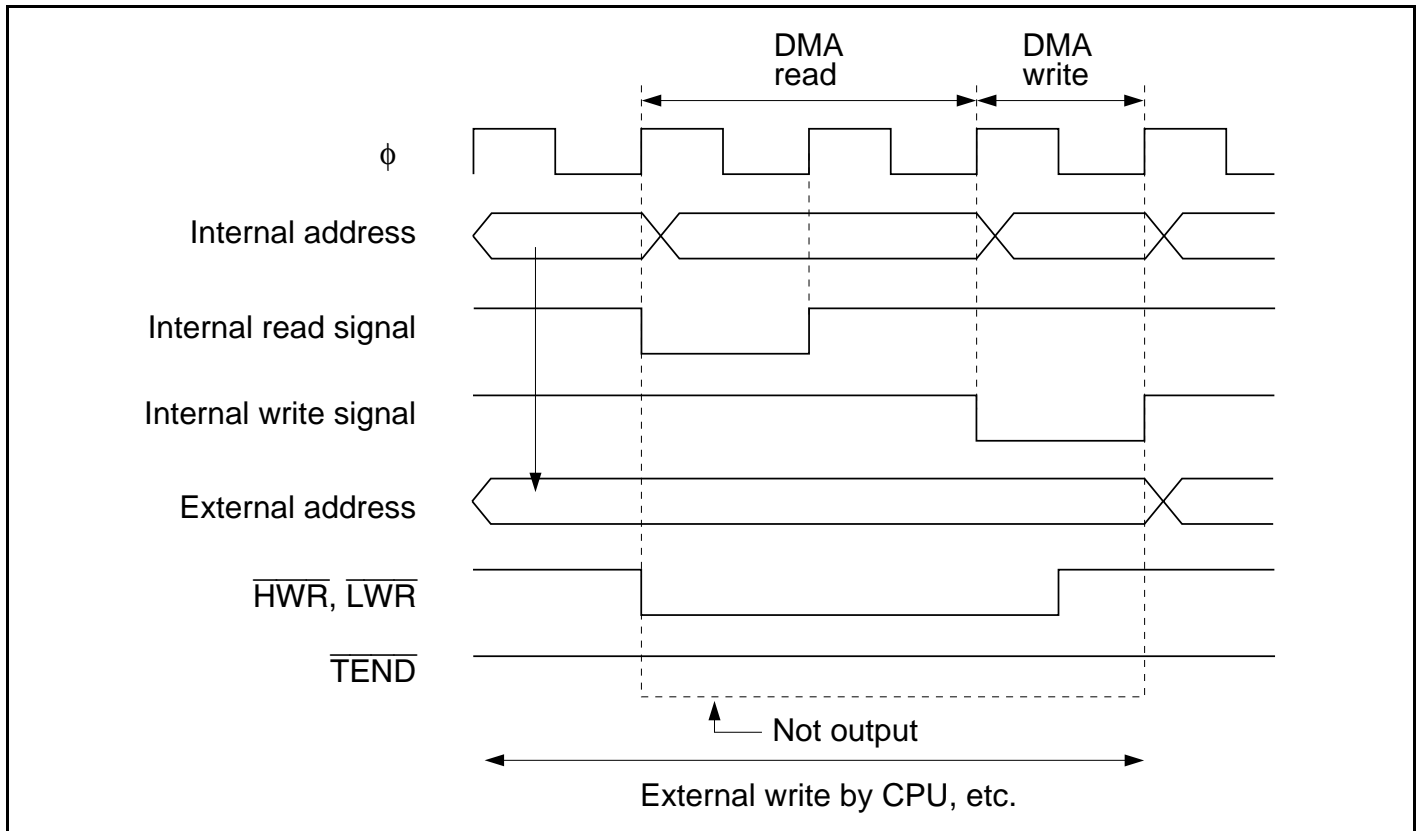 DMA
read
DMA
write
ϕ
Internal address
Internal read signal
Internal write signal
External address
HWR, LWR
TEND
Not output
External write by CPU, etc.